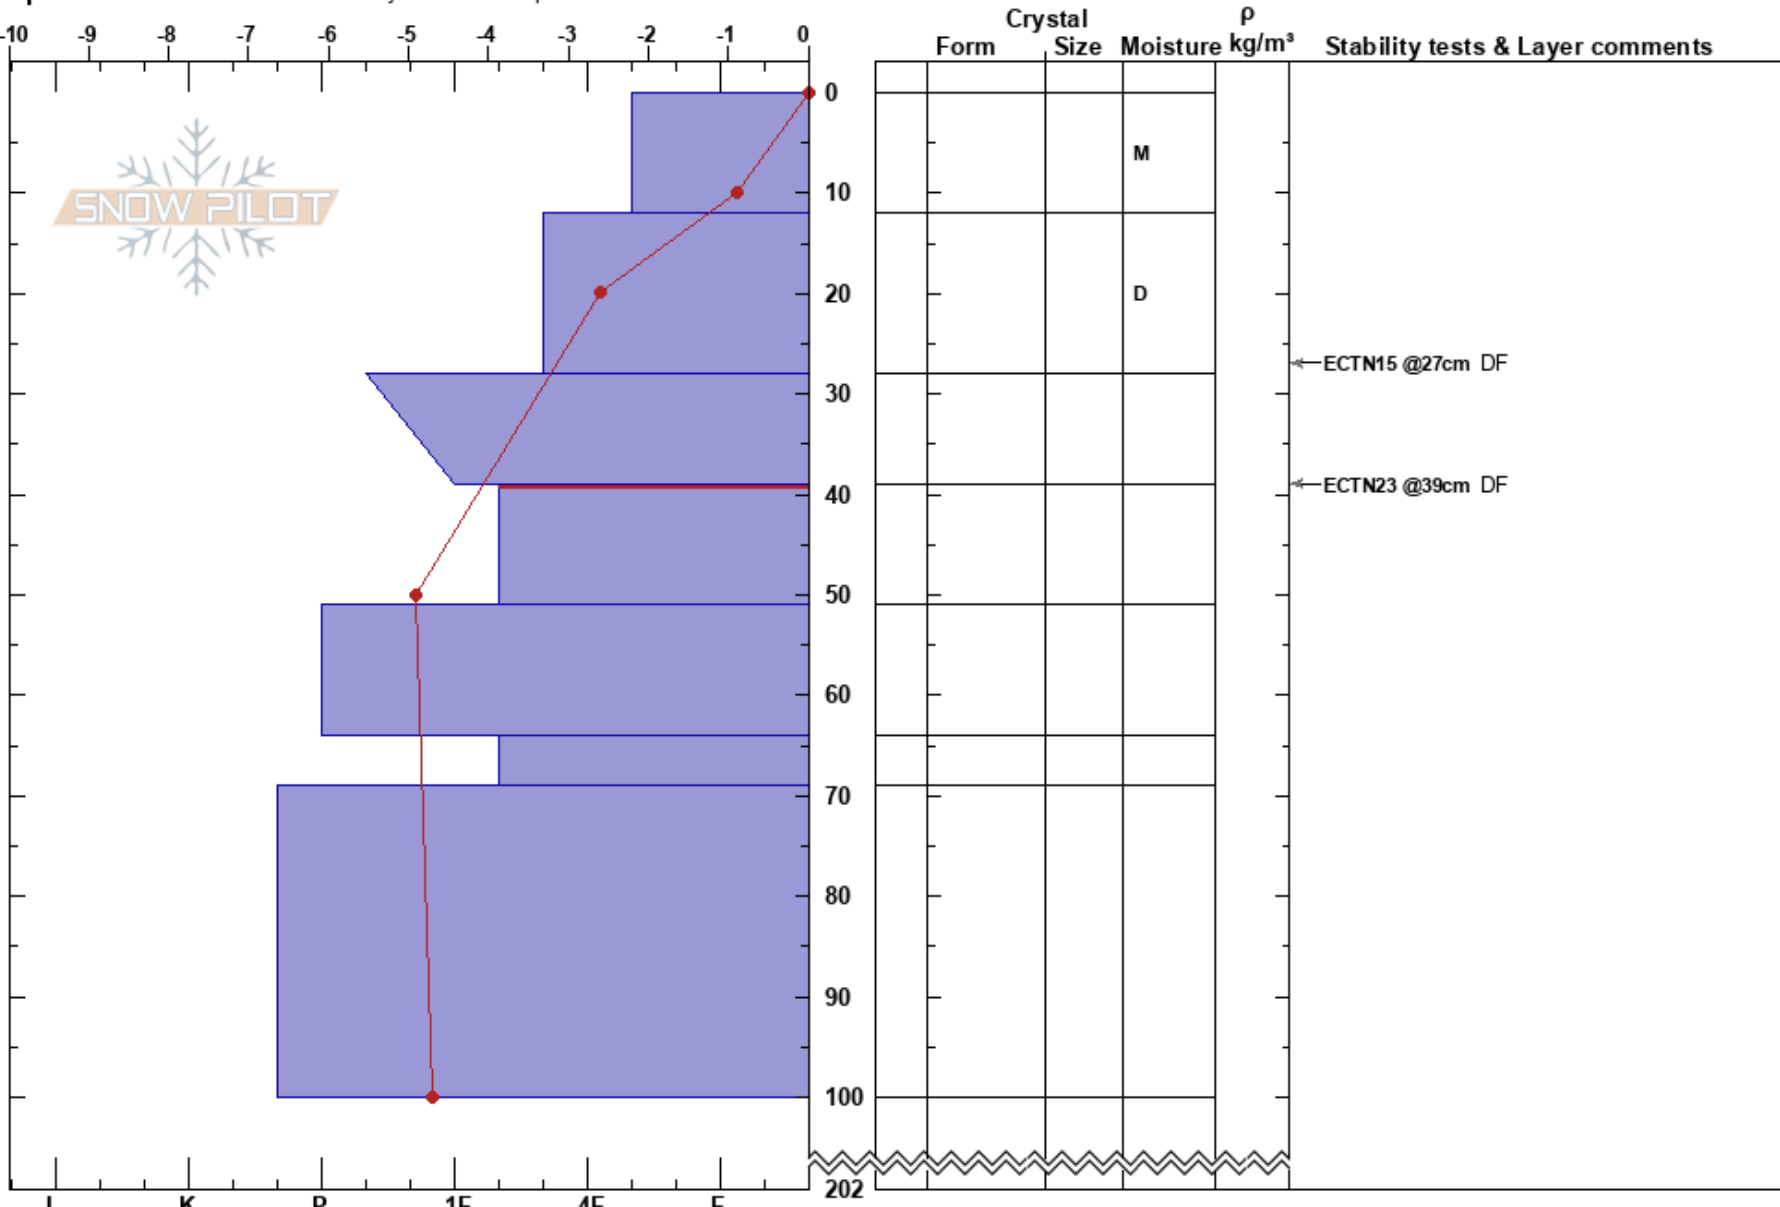 -10 -9 -8 -7 -6 -5 -4 -3 -2 -1 0
Crystal
ρ
Form Size Moisture kg/m³ Stability tests & Layer comments
SNOW PILOT
0
M
10
20
D
ECTN15 @27cm DF
30
ECTN23 @39cm DF
40
50
60
70
80
90
100
202
I K P 1F 4F F